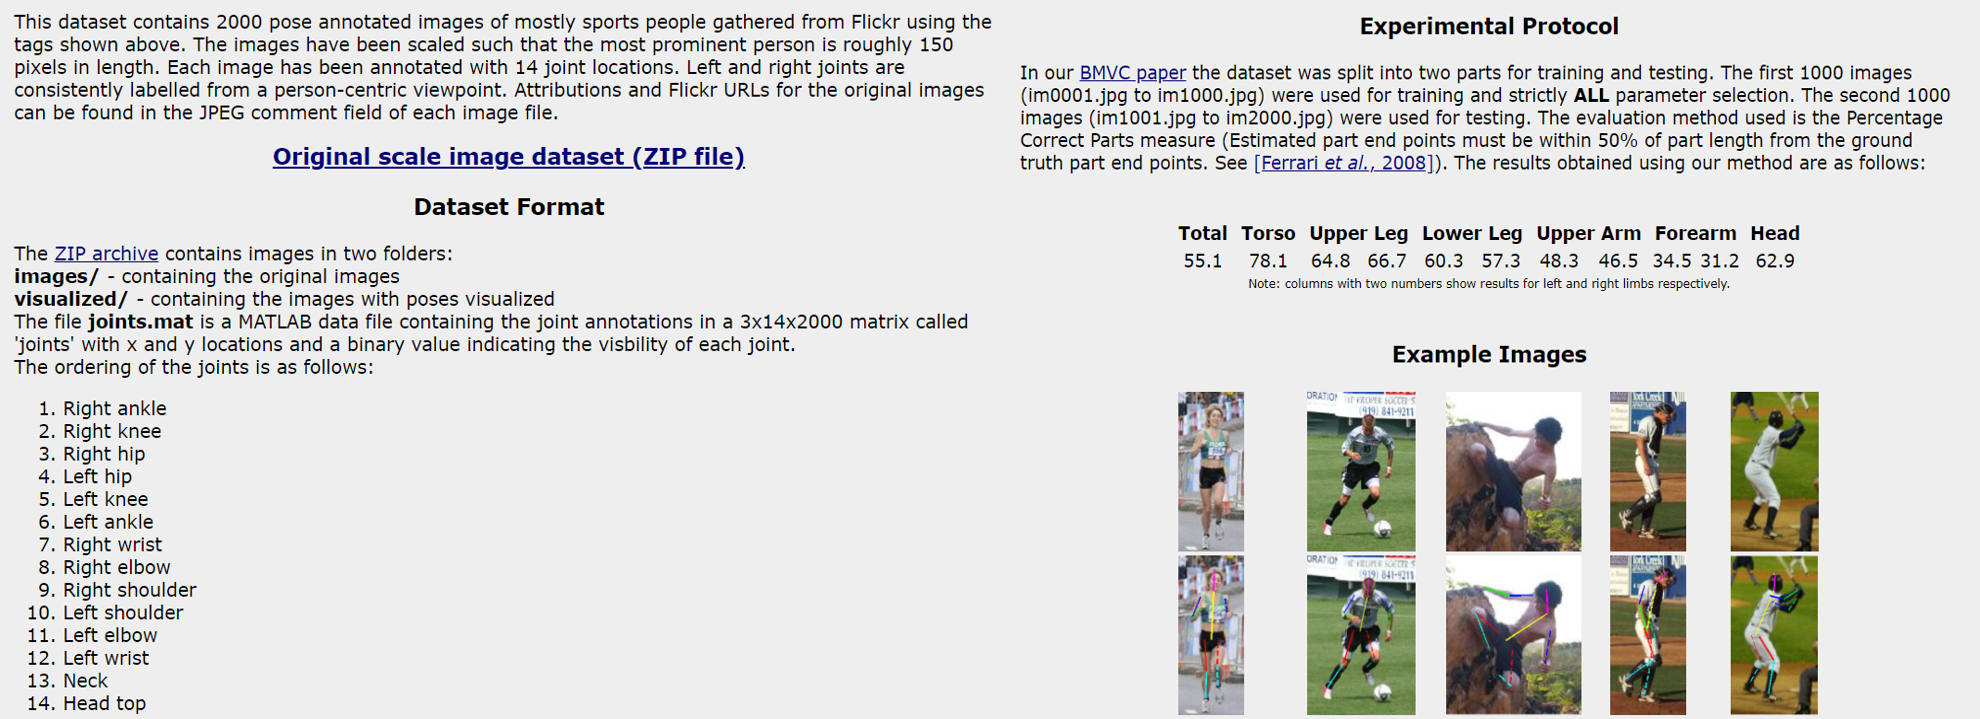 This dataset contains 2000 pose annotated images of mostly sports people gathered from Flickr using the
tags shown above. The images have been scaled such that the most prominent person is roughly 150
pixels in length. Each image has been annotated with 14 joint locations. Left and right joints are
consistently labelled from a person-centric viewpoint. Attributions and Flickr URLs for the original images
can be found in the JPEG comment field of each image file.
Original scale image dataset (ZIP file)
Dataset Format
The ZIP archive contains images in two folders:
images/ - containing the original images
visualized/ - containing the images with poses visualized
The file joints.mat is a MATLAB data file containing the joint annotations in a 3x14x2000 matrix called
'joints' with x and y locations and a binary value indicating the visbility of each joint.
The ordering of the joints is as follows:
1. Right ankle
2. Right knee
3. Right hip
4. Left hip
5. Left knee
6. Left ankle
7. Right wrist
8. Right elbow
9. Right shoulder
10. Left shoulder
11. Left elbow
12. Left wrist
13. Neck
14. Head top
Experimental Protocol
In our BMVC paper the dataset was split into two parts for training and testing. The first 1000 images
(im0001.jpg to im1000.jpg) were used for training and strictly ALL parameter selection. The second 1000
images (im1001.jpg to im2000.jpg) were used for testing. The evaluation method used is the Percentage
Correct Parts measure (Estimated part end points must be within 50% of part length from the ground
truth part end points. See [Ferrari et al., 2008]). The results obtained using our method are as follows:
Total Torso Upper Leg Lower Leg Upper Arm Forearm Head
55.1 78.1 64.8 66.7 60.3 57.3 48.3 46.5 34.5 31.2 62.9
Note: columns with two numbers show results for left and right limbs respectively.
Example Images
(919) 841-9211
(919) 841-9211